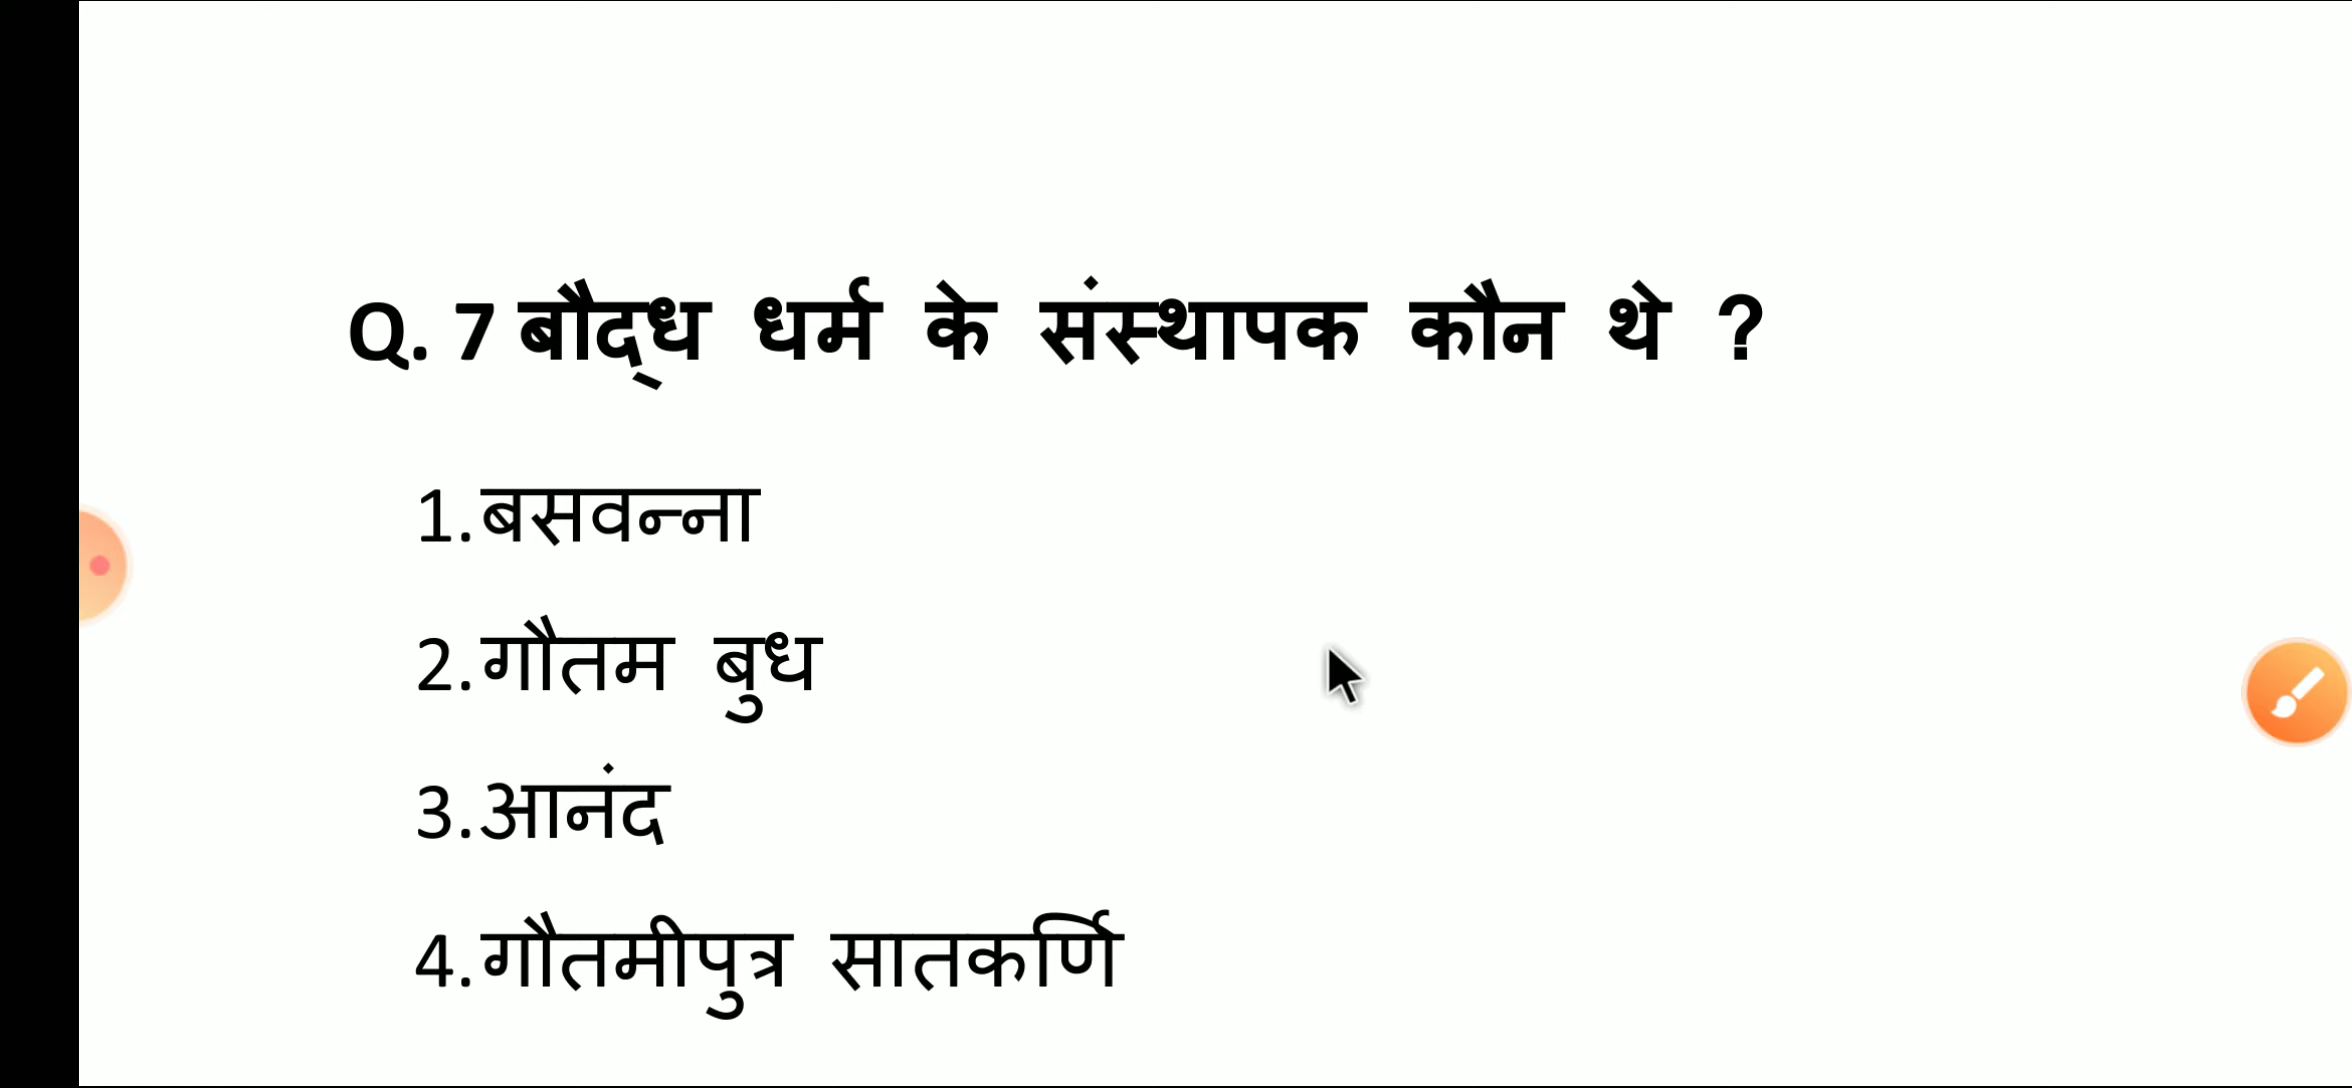 Q. 7 बौद्ध धर्म के संस्थापक कौन थे ?
1.बसवन्ना
2.गौतम बुध
3.आनंद
4.गौतमीपुत्र सातकर्णि